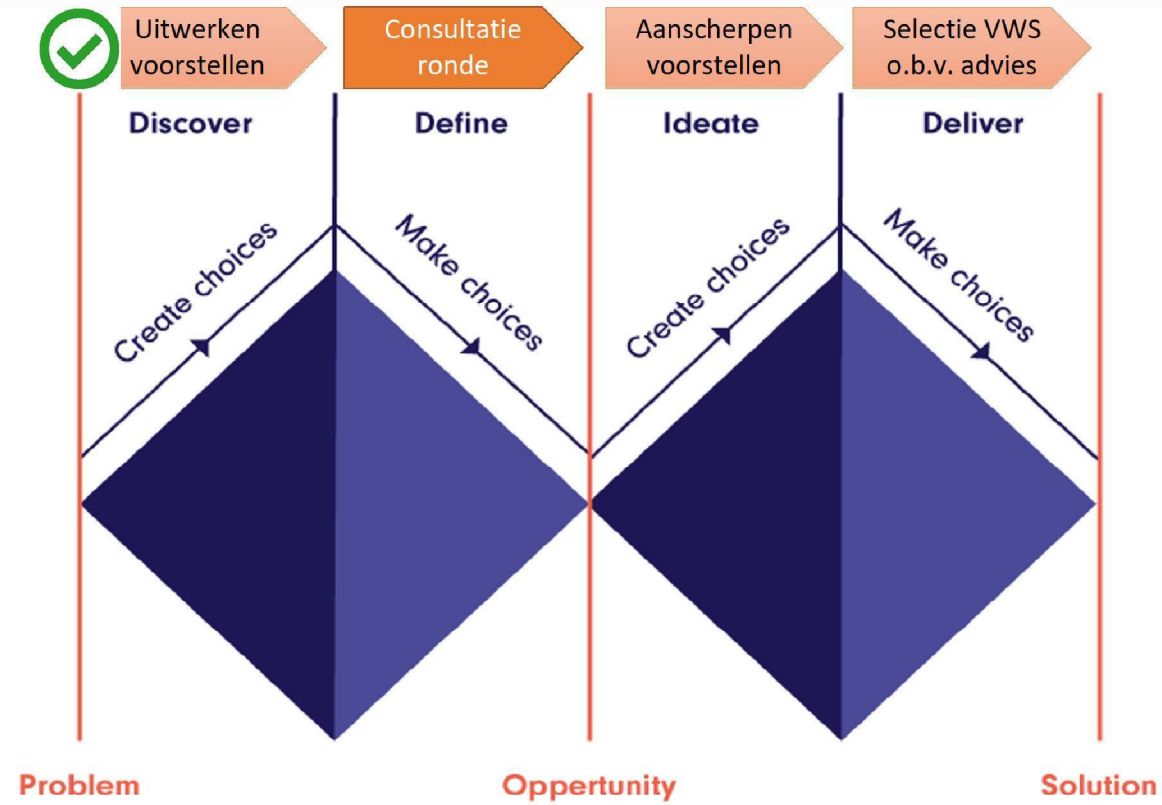 Uitwerken
voorstellen
Consultatie
ronde
Aanscherpen
voorstellen
Selectie VWS
o.b.v. advies
Discover
Define
Ideate
Deliver
Create choices
Make choices
Create choices
Make choices
Problem
Oppertunity
Solution